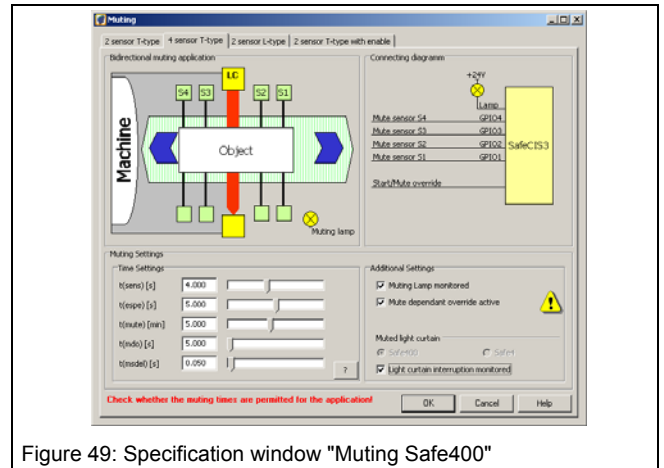 Muting
2 sensor T-type 4 sensor T-type 2 sensor L-type 2 sensor T-type with enable
Bidirectional muting application
LC
S4 S3 S2 S1
Machine
Object
Muting lamp
Connecting diagramm
+24V
Lamp
Mute sensor S4 GPIO4
Mute sensor S3 GPIO3
Mute sensor S2 GPIO2
Mute sensor S1 GPIO1
SafeCIS3
Start/Mute override
Muting Settings
Time Settings
t(sens) [s] 4.000
t(espe) [s] 5.000
t(mute) [min] 5.000
t(mdo) [s] 5.000
t(msdel) [s] 0.050
?
Additional Settings
Muting Lamp monitored
Mute dependant override active
Muted light curtain
Safe400 Safe4
Light curtain interruption monitored
Check whether the muting times are permitted for the application!
OK Cancel Help
Figure 49: Specification window "Muting Safe400"